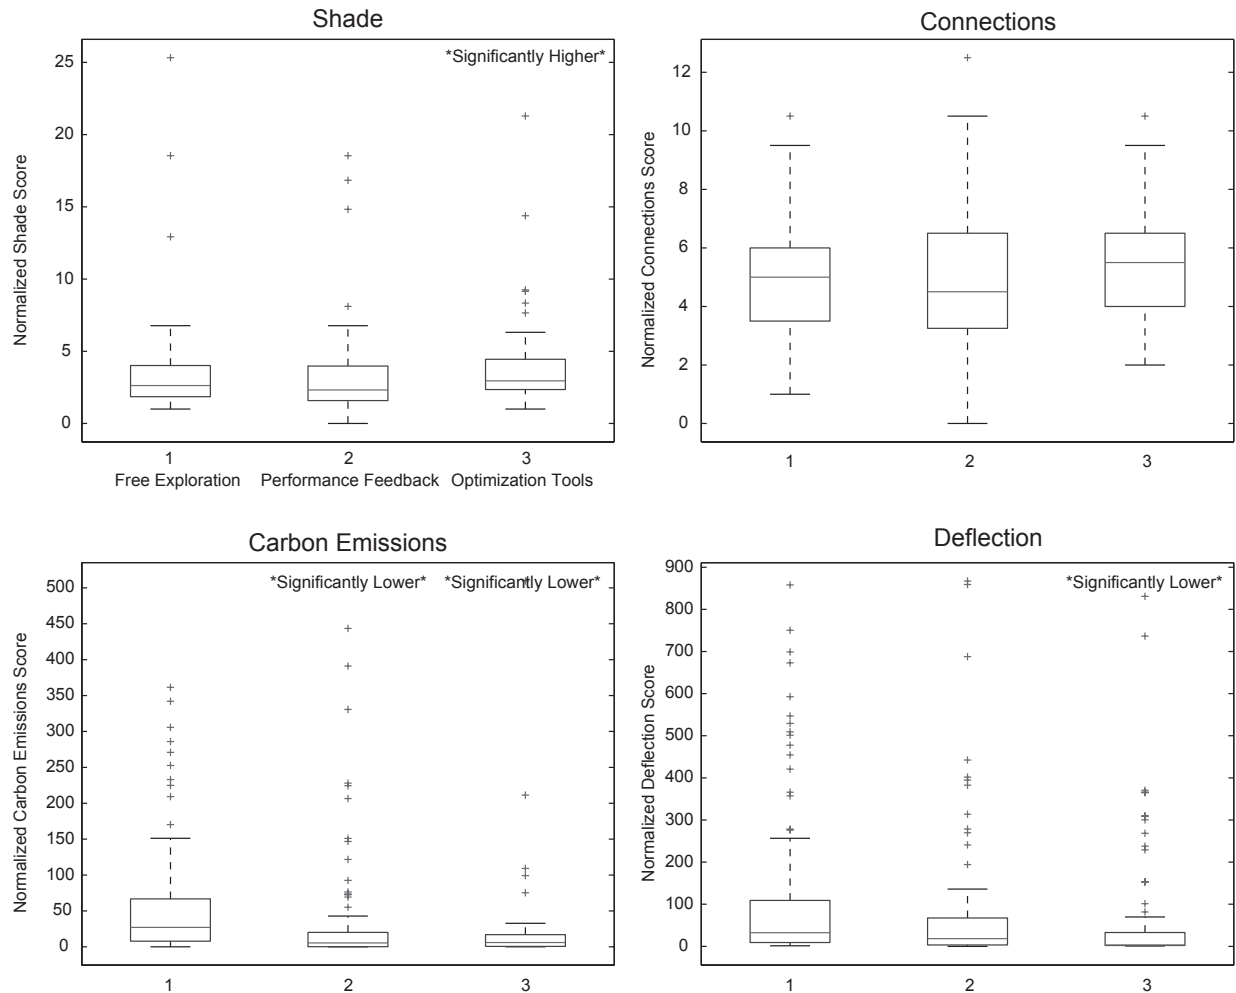 Shade
*Significantly Higher*
Normalized Shade Score
25
20
15
10
5
0
1 2 3
Free Exploration Performance Feedback Optimization Tools
Connections
Normalized Connections Score
12
10
8
6
4
2
0
1 2 3
Carbon Emissions
*Significantly Lower* *Significantly Lower*
Normalized Carbon Emissions Score
500
450
400
350
300
250
200
150
100
50
0
1 2 3
Deflection
*Significantly Lower*
Normalized Deflection Score
900
800
700
600
500
400
300
200
100
0
1 2 3